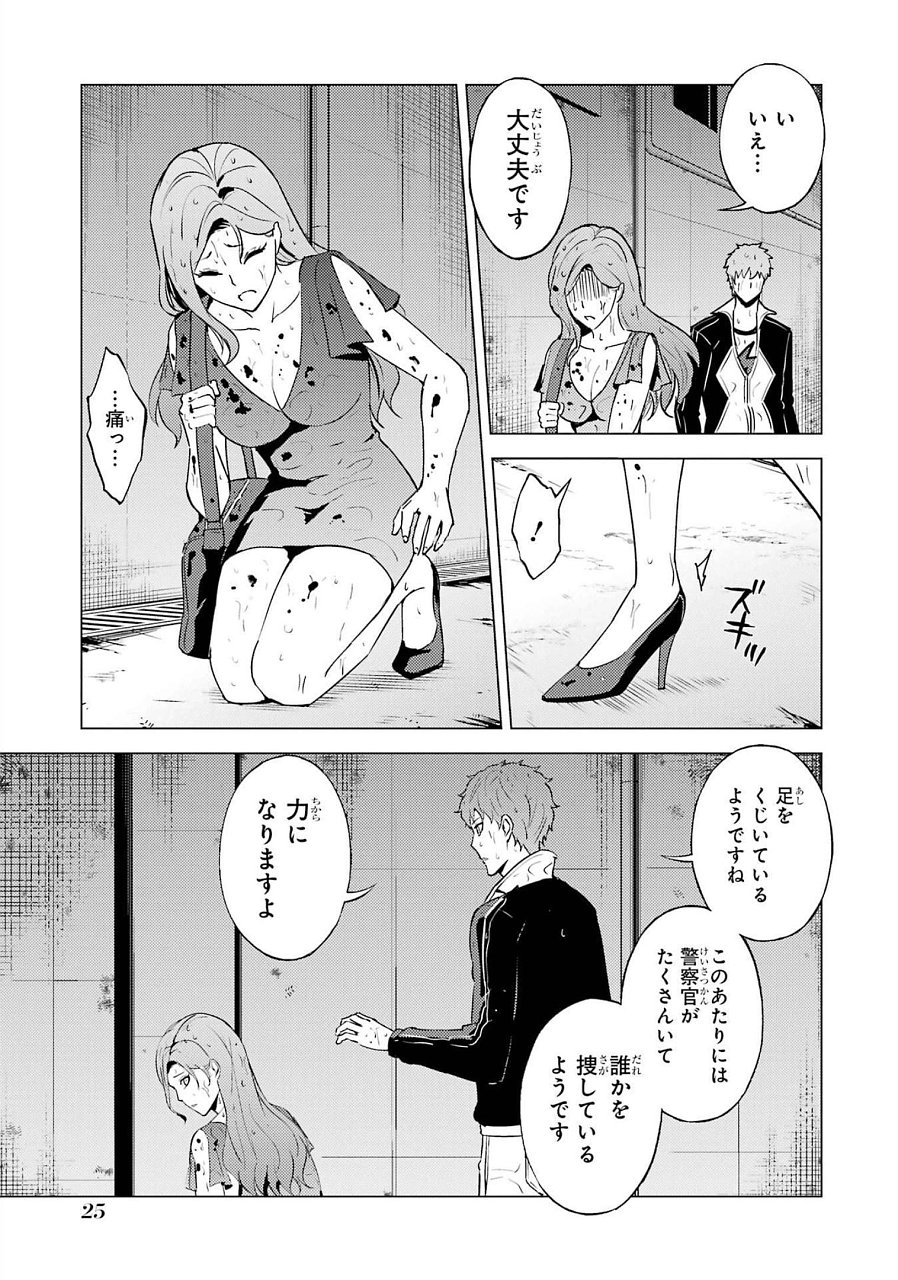 い
いえ…
大丈夫です
！
ズキッ
…痛っ…
足を
くじいている
ようですね
このあたりには
警察官が
たくさんいて
誰かを
捜している
ようです
力に
なりますよ
25